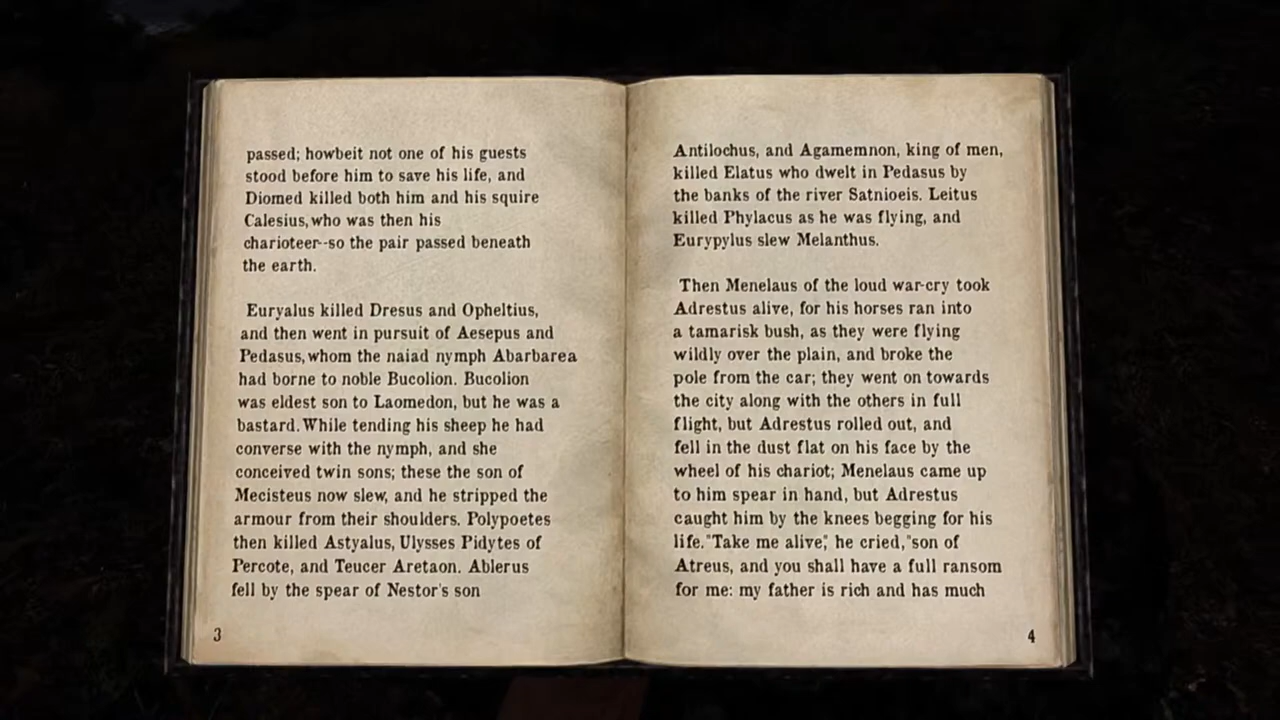 passed; howbeit not one of his guests
stood before him to save his life, and
Diomed killed both him and his squire
Calesius, who was then his
charioteer--so the pair passed beneath
the earth.
Euryalus killed Dresus and Opheltius,
and then went in pursuit of Aesepus and
Pedasus, whom the naiad nymph Abarbarea
had borne to noble Bucolion. Bucolion
was eldest son to Laomedon, but he was a
bastard. While tending his sheep he had
converse with the nymph, and she
conceived twin sons; these the son of
Mecisteus now slew, and he stripped the
armour from their shoulders. Polypoetes
then killed Astyalus, Ulysses Pidytes of
Percote, and Teucer Aretaon. Ablerus
fell by the spear of Nestor's son
3
Antilochus, and Agamemnon, king of men,
killed Elatus who dwelt in Pedasus by
the banks of the river Satnioeis. Leitus
killed Phylacus as he was flying, and
Eurypylus slew Melanthus.
Then Menelaus of the loud war-cry took
Adrestus alive, for his horses ran into
a tamarisk bush, as they were flying
wildly over the plain, and broke the
pole from the car; they went on towards
the city along with the others in full
flight, but Adrestus rolled out, and
fell in the dust flat on his face by the
wheel of his chariot; Menelaus came up
to him spear in hand, but Adrestus
caught him by the knees begging for his
life. "Take me alive," he cried, "son of
Atreus, and you shall have a full ransom
for me: my father is rich and has much
4